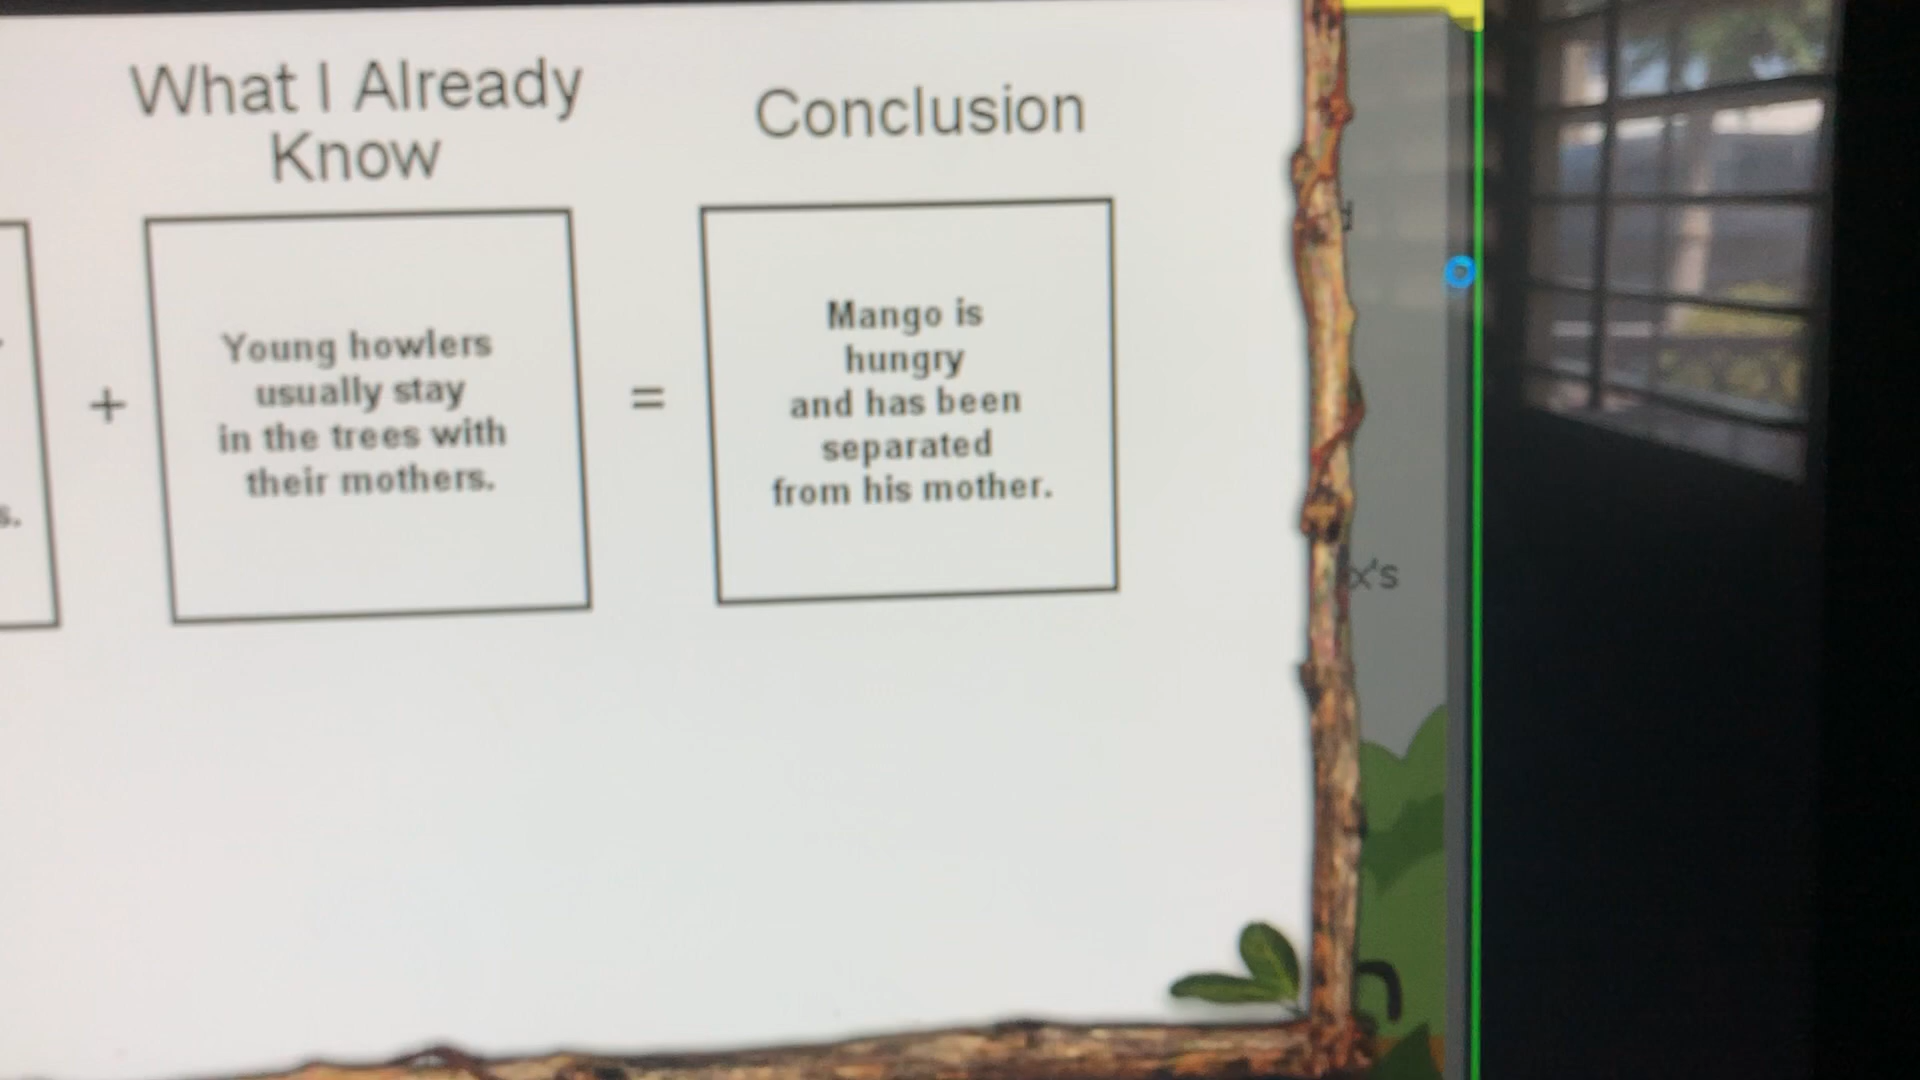 What I Already
Know
Conclusion
s.
+
Young howlers
usually stay
in the trees with
their mothers.
=
Mango is
hungry
and has been
separated
from his mother.
x's